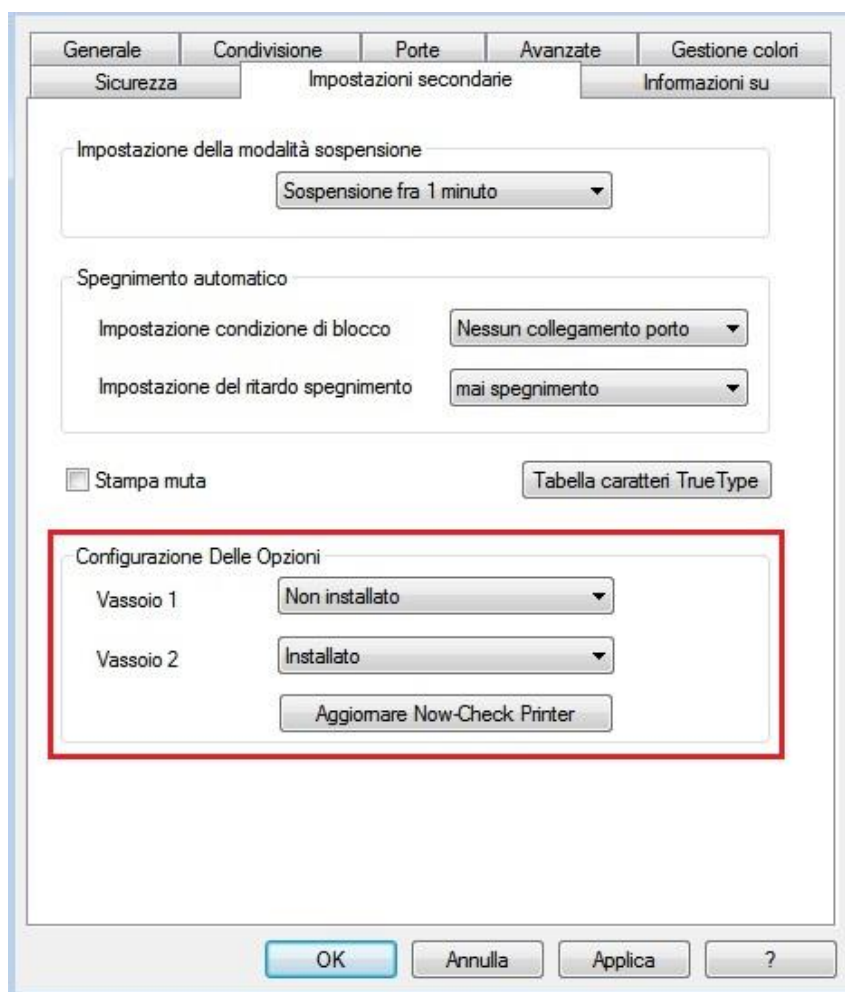 Generale Condivisione Porte Avanzate Gestione colori
Sicurezza Impostazioni secondarie Informazioni su
Impostazione della modalità sospensione
Sospensione fra 1 minuto
Spegnimento automatico
Impostazione condizione di blocco Nessun collegamento porto
Impostazione del ritardo spegnimento mai spegnimento
Stampa muta Tabella caratteri TrueType
Configurazione Delle Opzioni
Vassoio 1 Non installato
Vassoio 2 Installato
Aggiornare Now-Check Printer
OK Annulla Applica ?